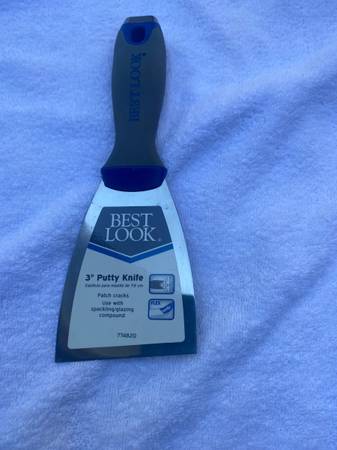 BEST LOOK
BEST
LOOK®
3" Putty Knife
Patch cracks
Use with
spackling/glazing
compound
FLEX
774820